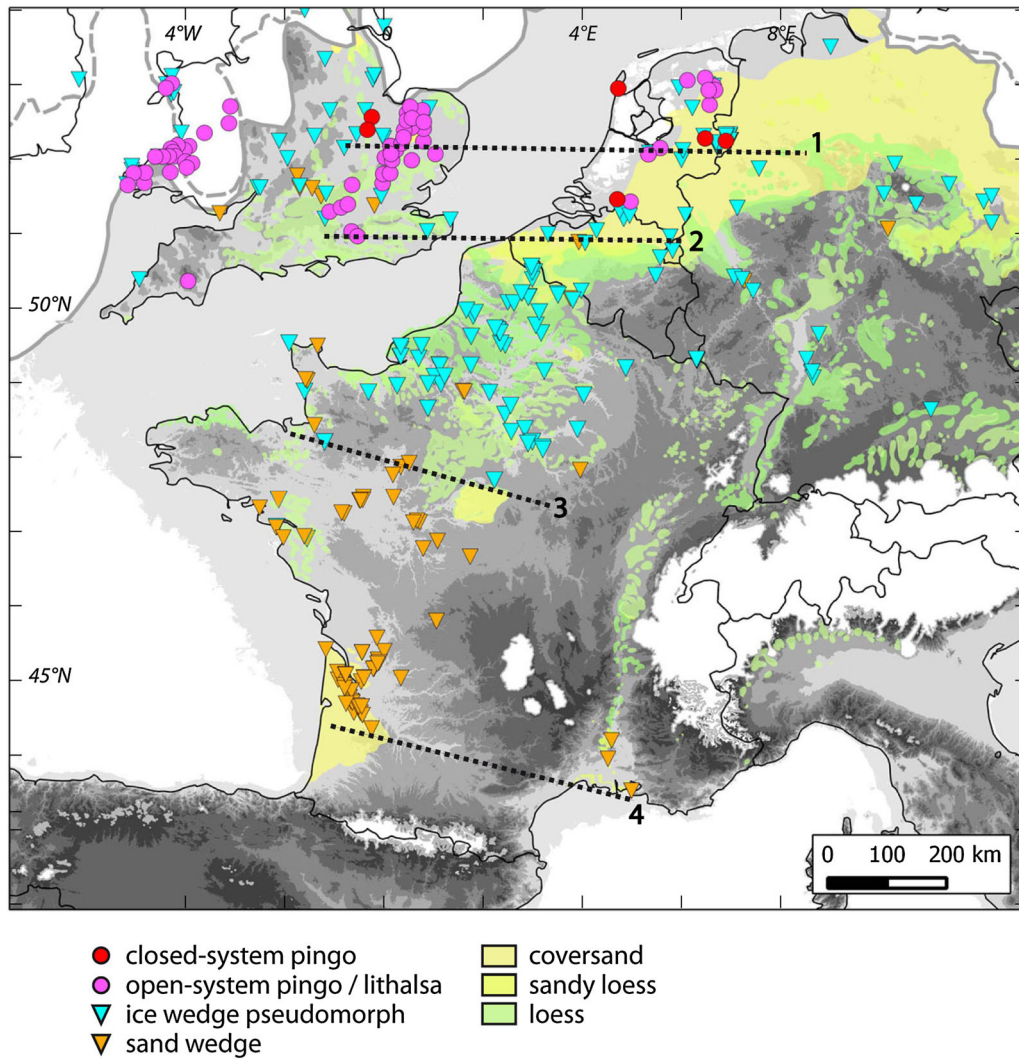 4°W 0 4°E 8°E
1
2
50°N
3
45°N
4
0 100 200 km
closed-system pingo coversand
open-system pingo / lithalsa sandy loess
ice wedge pseudomorph loess
sand wedge